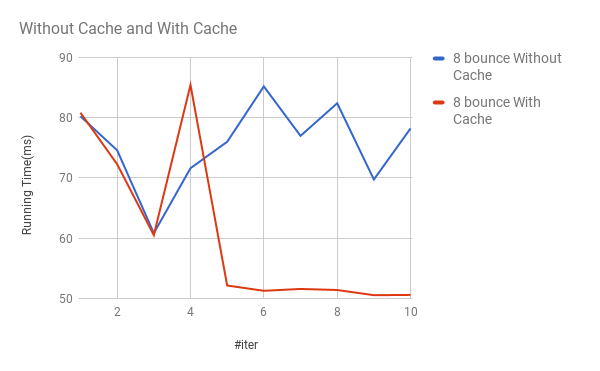 Without Cache and With Cache
8 bounce Without
Cache
8 bounce With
Cache
Running Time(ms)
90
80
70
60
50
2
4
6
8
10
#iter